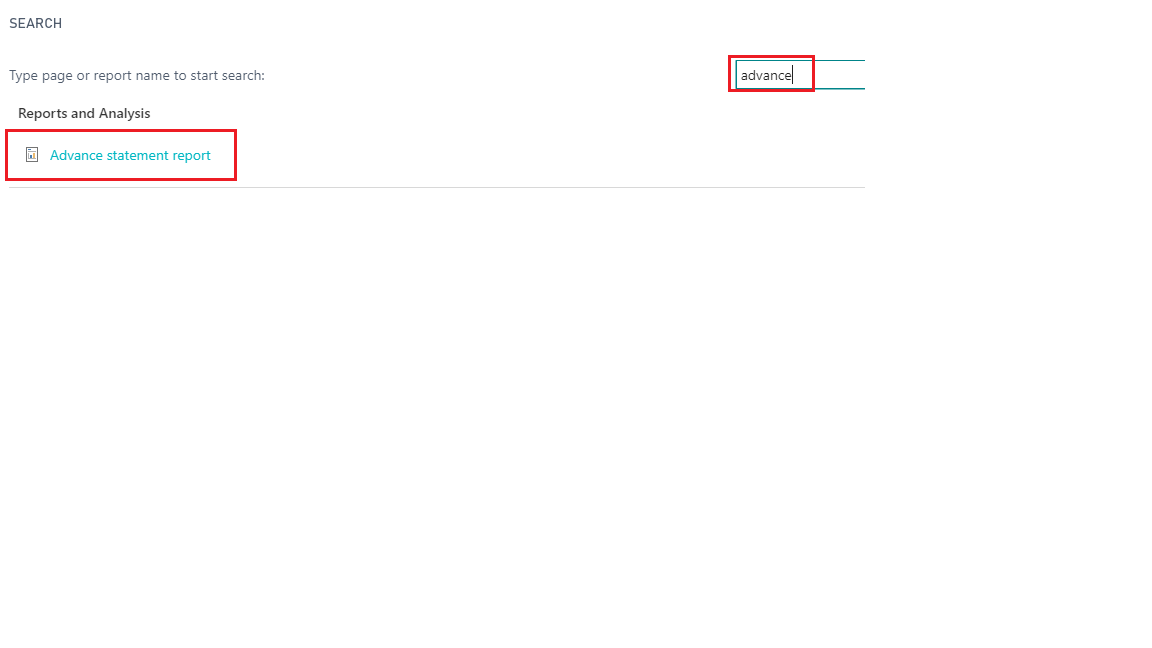 SEARCH
Type page or report name to start search: advance
Reports and Analysis
Advance statement report